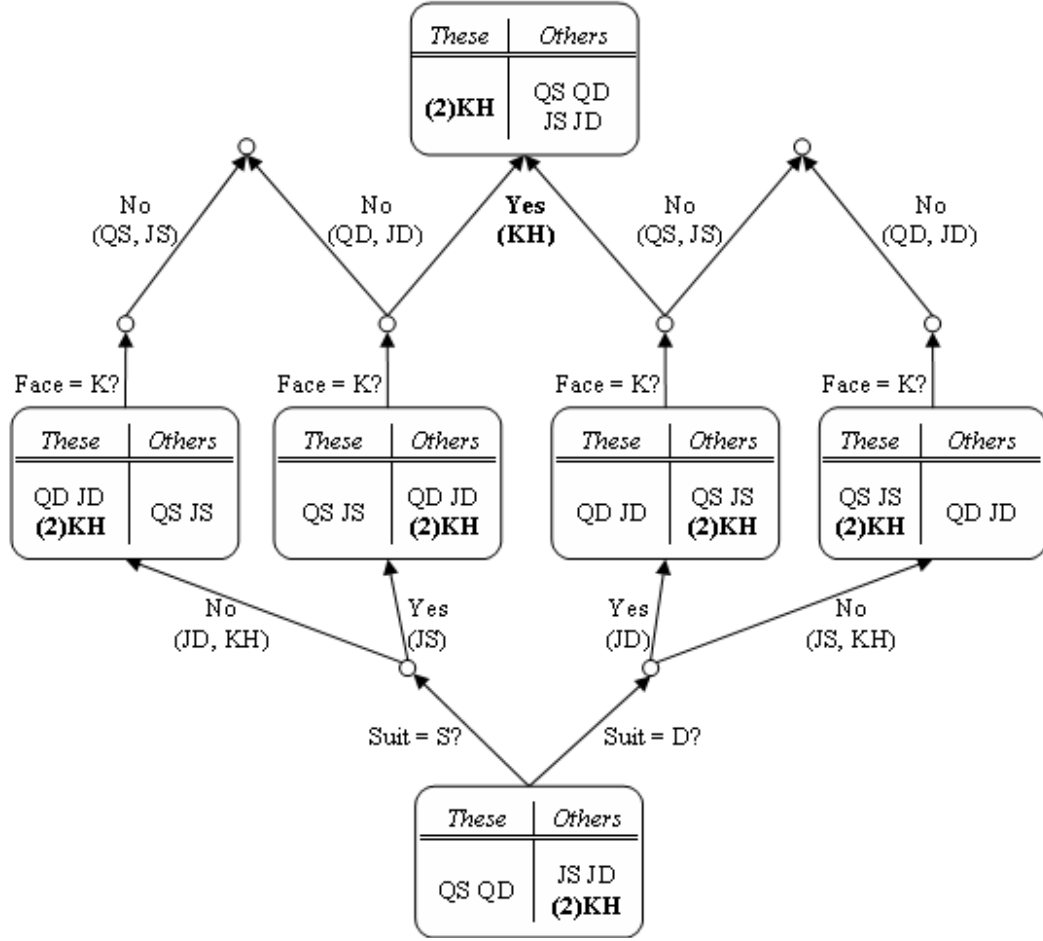 These Others
(2)KH QS QD
JS JD
No
(QS, JS)
No
(QD, JD)
Yes
(KH)
No
(QS, JS)
No
(QD, JD)
Face = K? Face = K? Face = K? Face = K?
These Others
QD JD
(2)KH
QS JS
These Others
QS JS
QD JD
(2)KH
These Others
QD JD
QS JS
(2)KH
These Others
QS JS
(2)KH
QD JD
No
(JD, KH)
Yes
(JS)
Yes
(JD)
No
(JS, KH)
Suit = S? Suit = D?
These Others
QS QD
JS JD
(2)KH